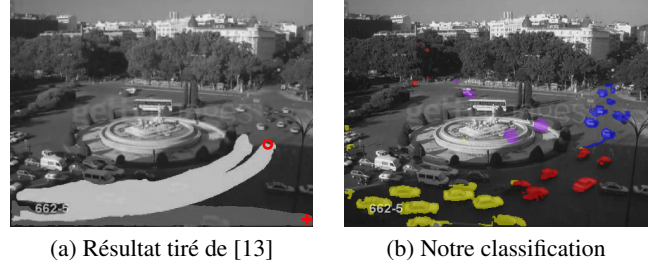 662-5
662-5
(a) Résultat tiré de [13]
(b) Notre classification